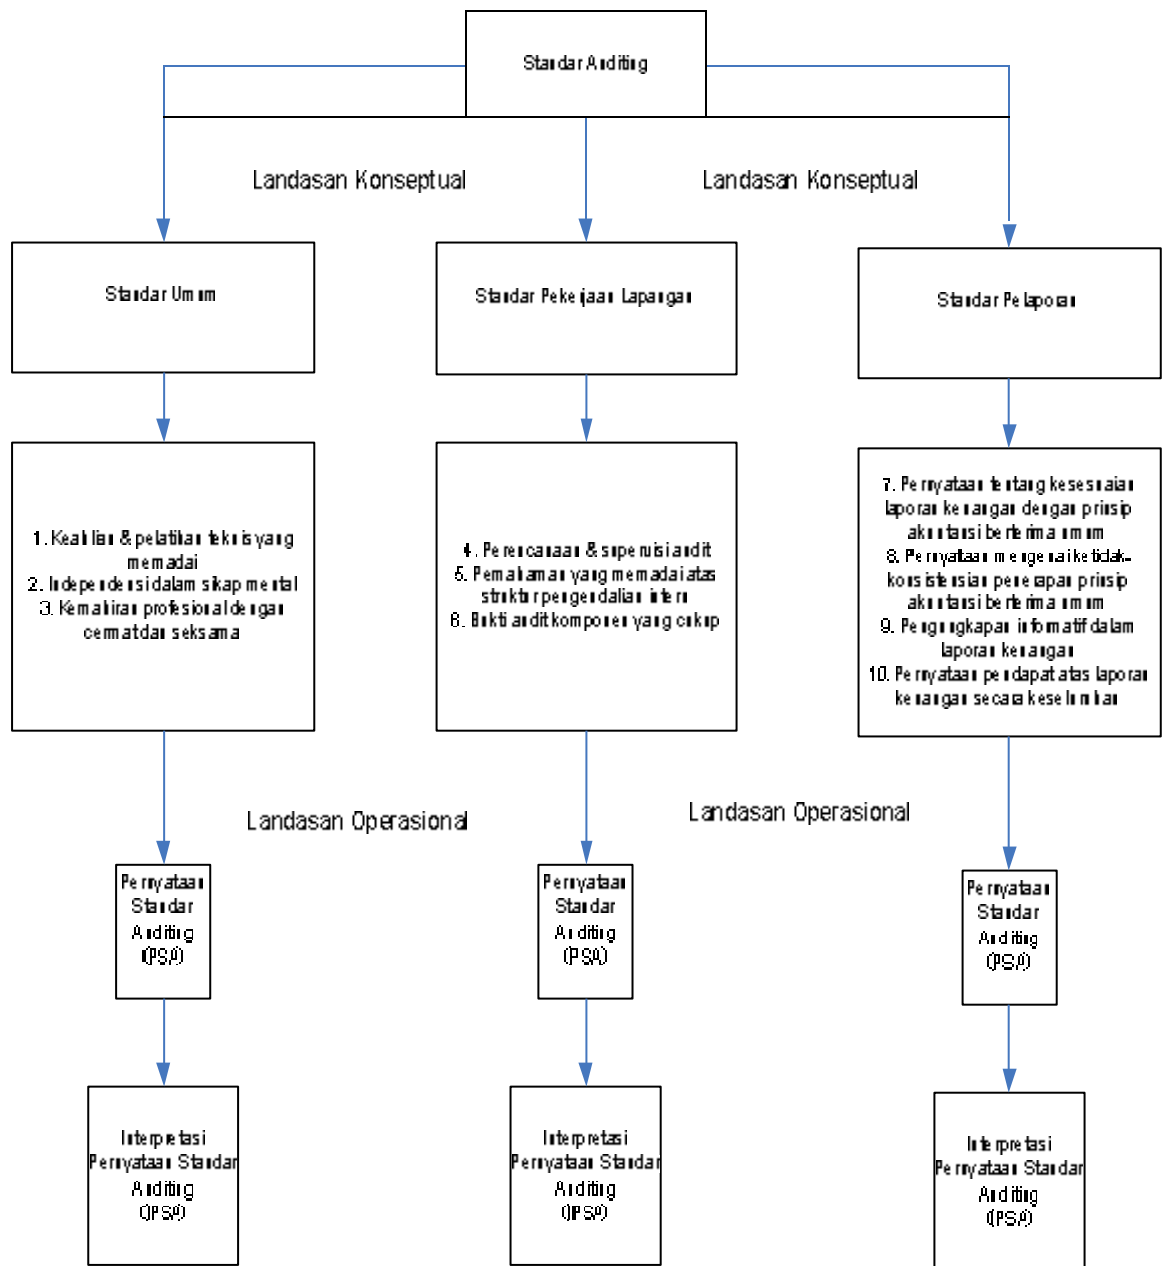 Standar Auditing
Landasan Konseptual
Landasan Konseptual
Standar Umum
Standar Pekerjaan Lapangan
Standar Pelaporan
1. Keahlian & pelatihan teknis yang
memadai
2. Independensi dalam sikap mental
3. Kemahiran profesional dengan
cermat dan seksama
4. Perencanaan & supervisi audit
5. Pemahaman yang memadai atas
struktur pengendalian intern
6. Bukti audit kompnen yang cukup
7. Pernyataan tentang kesesuaian
laporan keuangan dengan prinsip
akuntansi berterima umum
8. Pernyataan mengenai ketidak-
konsistensian penerapan prinsip
akuntansi berterima umum
9. Pengungkapan informatif dalam
laporan keuangan
10. Pernyataan pendapat atas laporan
keuangan secara keseluruhan
Landasan Operasional
Landasan Operasional
Pernyataan
Standar
Auditing
(PSA)
Pernyataan
Standar
Auditing
(PSA)
Pernyataan
Standar
Auditing
(PSA)
Interpretasi
Pernyataan Standar
Auditing
(IPSA)
Interpretasi
Pernyataan Standar
Auditing
(IPSA)
Interpretasi
Pernyataan Standar
Auditing
(IPSA)